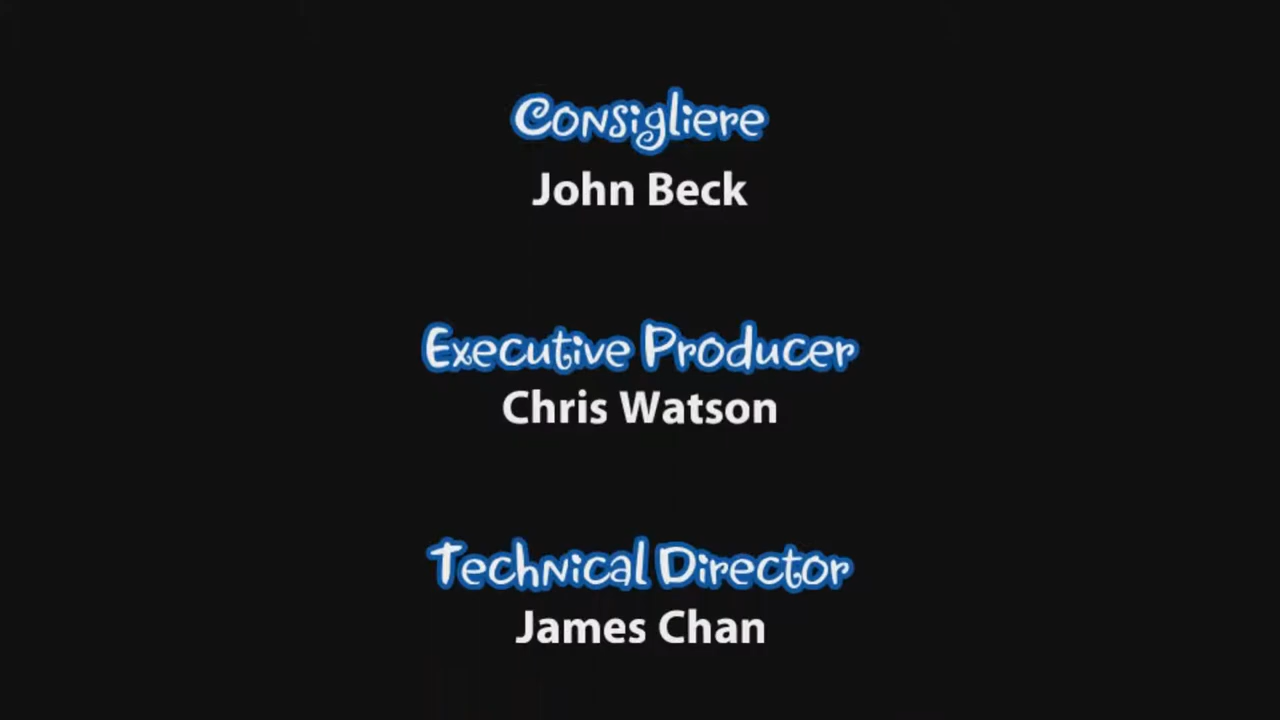 Consigliere
John Beck
Executive Producer
Chris Watson
Technical Director
James Chan